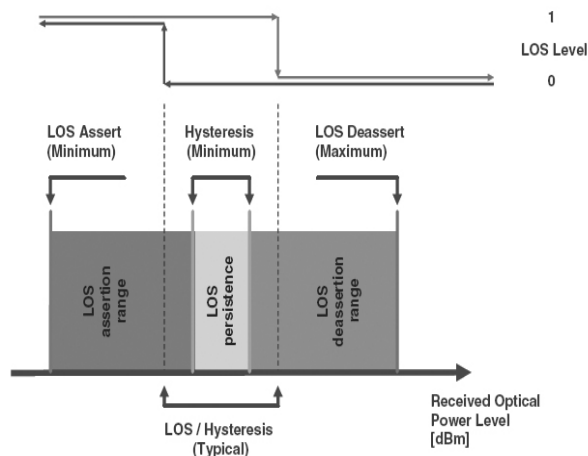 1
LOS Level
0
LOS Assert
(Minimum)
Hysteresis
(Minimum)
LOS Deassert
(Maximum)
LOS
assertion
range
LOS
persistence
LOS
deassertion
range
Received Optical
Power Level
[dBm]
LOS / Hysteresis
(Typical)